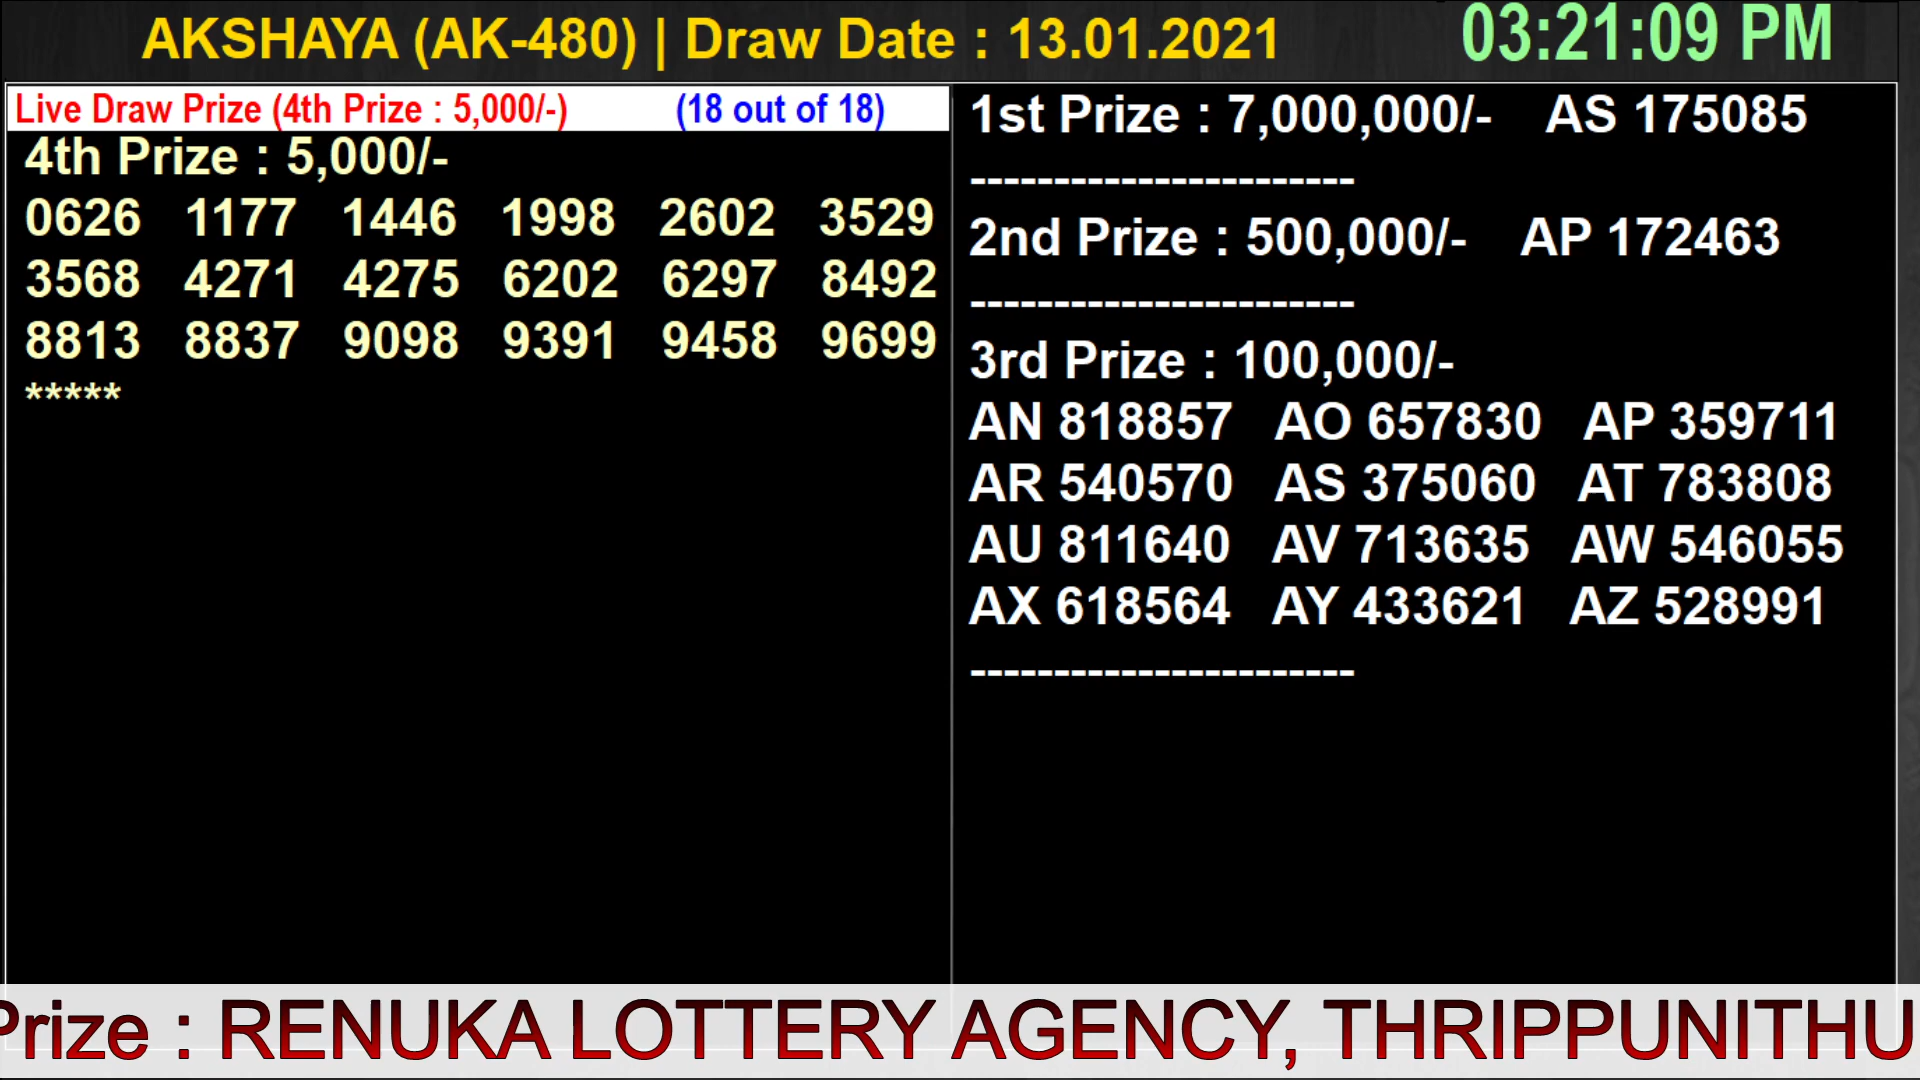 AKSHAYA (AK-480) | Draw Date : 13.01.2021
03:21:09 PM
Live Draw Prize (4th Prize : 5,000/-) (18 out of 18)
4th Prize : 5,000/-
0626 1177 1446 1998 2602 3529
3568 4271 4275 6202 6297 8492
8813 8837 9098 9391 9458 9699
*****
1st Prize : 7,000,000/- AS 175085
-----------------------
2nd Prize : 500,000/- AP 172463
-----------------------
3rd Prize : 100,000/-
AN 818857 AO 657830 AP 359711
AR 540570 AS 375060 AT 783808
AU 811640 AV 713635 AW 546055
AX 618564 AY 433621 AZ 528991
-----------------------
Prize : RENUKA LOTTERY AGENCY, THRIPPUNITHU